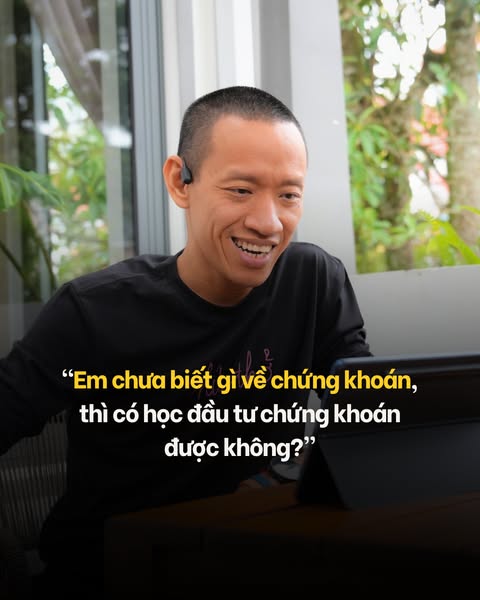 “Em chưa biết gì về chứng khoán,
thì có học đầu tư chứng khoán
được không?”